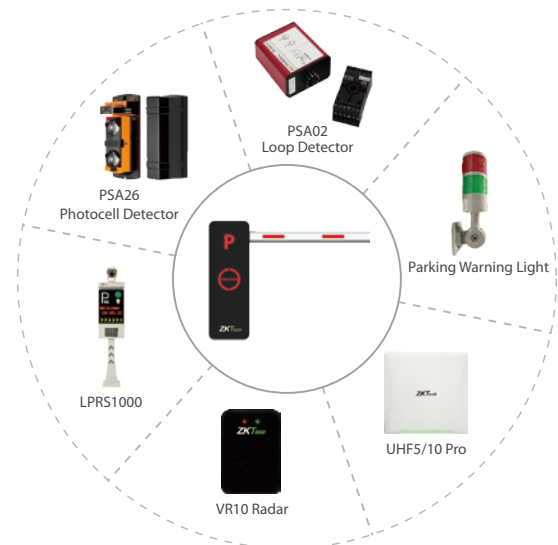 PSA02
Loop Detector
PSA26
Photocell Detector
Parking Warning Light
P
ZKTeco
LPRS1000
P
ZKTeco
UHF5/10 Pro
ZKTeco
VR10 Radar